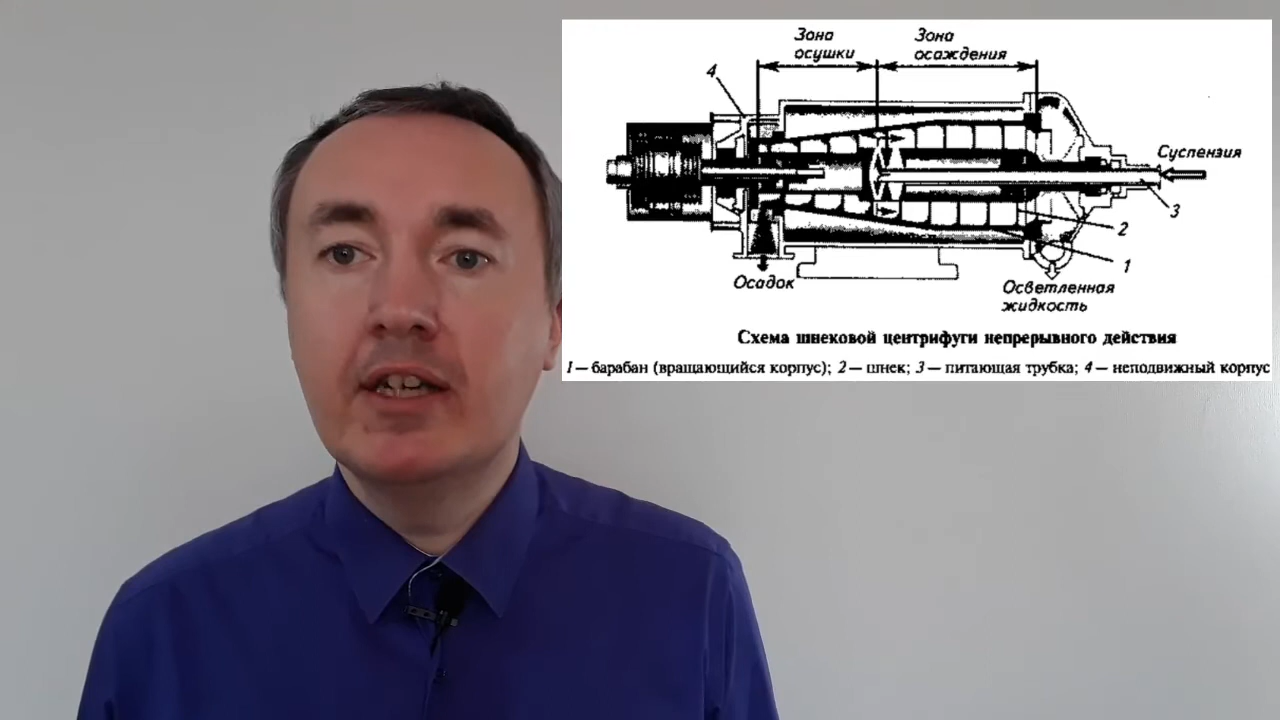 Зона
осушки
Зона
осаждения
4
Суспензия
3
2
1
Осадок
Осветленная
жидкость
Схема шнековой центрифуги непрерывного действия
1 — барабан (вращающийся корпус); 2 — шнек; 3 — питающая трубка; 4 — неподвижный корпус